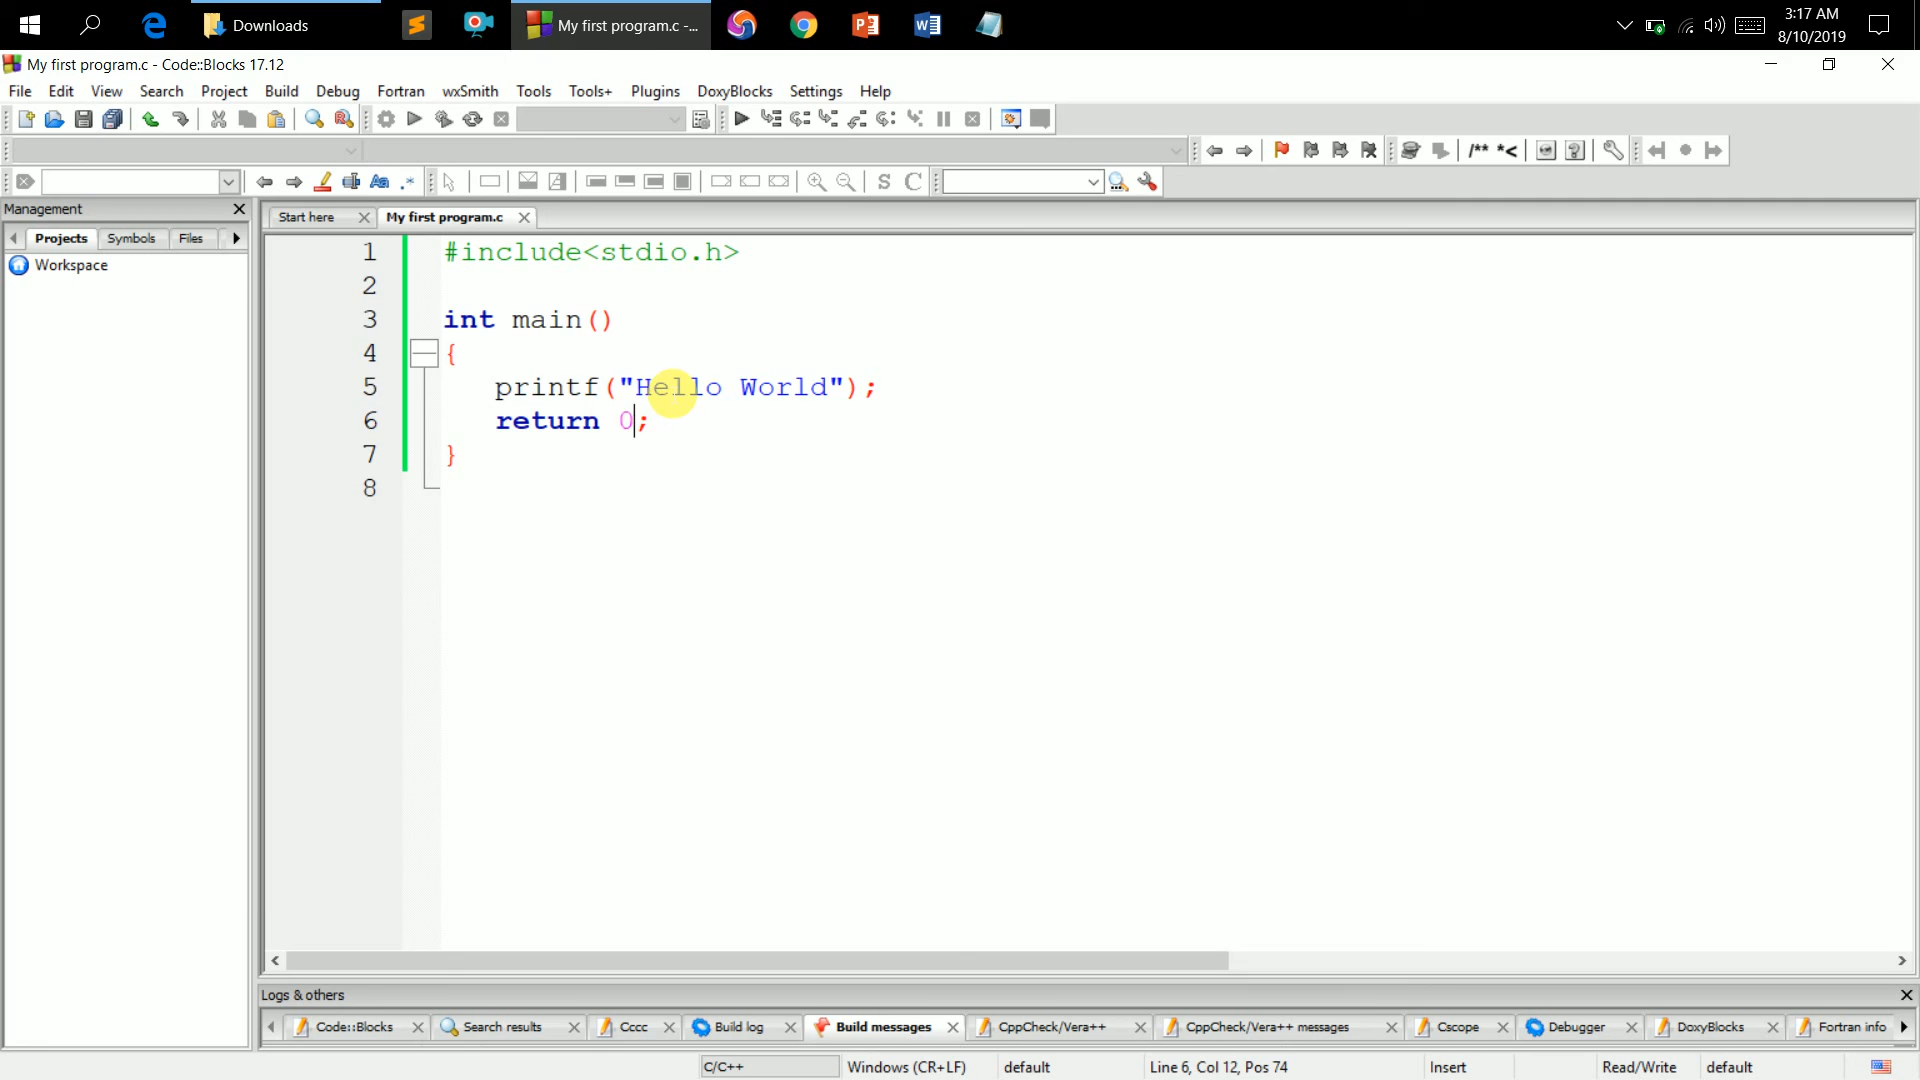 Downloads
My first program.c -...
3:17 AM
8/10/2019
My first program.c - Code::Blocks 17.12
File Edit View Search Project Build Debug Fortran wxSmith Tools Tools+ Plugins DoxyBlocks Settings Help
/** *<
Aa .*
S C
Management
Start here
My first program.c
Projects Symbols Files
Workspace
1 #include<stdio.h>
2
3 int main()
4 {
5 printf("Hello World");
6 return 0;
7 }
8
Logs & others
Code::Blocks Search results Cccc Build log Build messages CppCheck/Vera++ CppCheck/Vera++ messages Cscope Debugger DoxyBlocks Fortran info
C/C++ Windows (CR+LF) default Line 6, Col 12, Pos 74 Insert Read/Write default